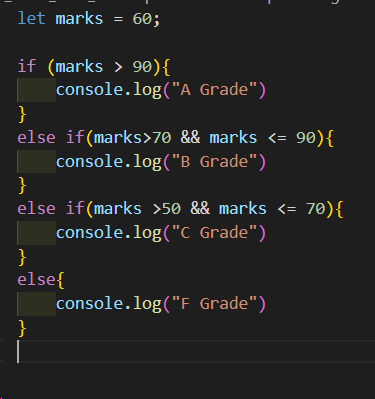 let marks = 60;
if (marks > 90){
    console.log("A Grade")
}
else if(marks>70 && marks <= 90){
    console.log("B Grade")
}
else if(marks >50 && marks <= 70){
    console.log("C Grade")
}
else{
    console.log("F Grade")
}